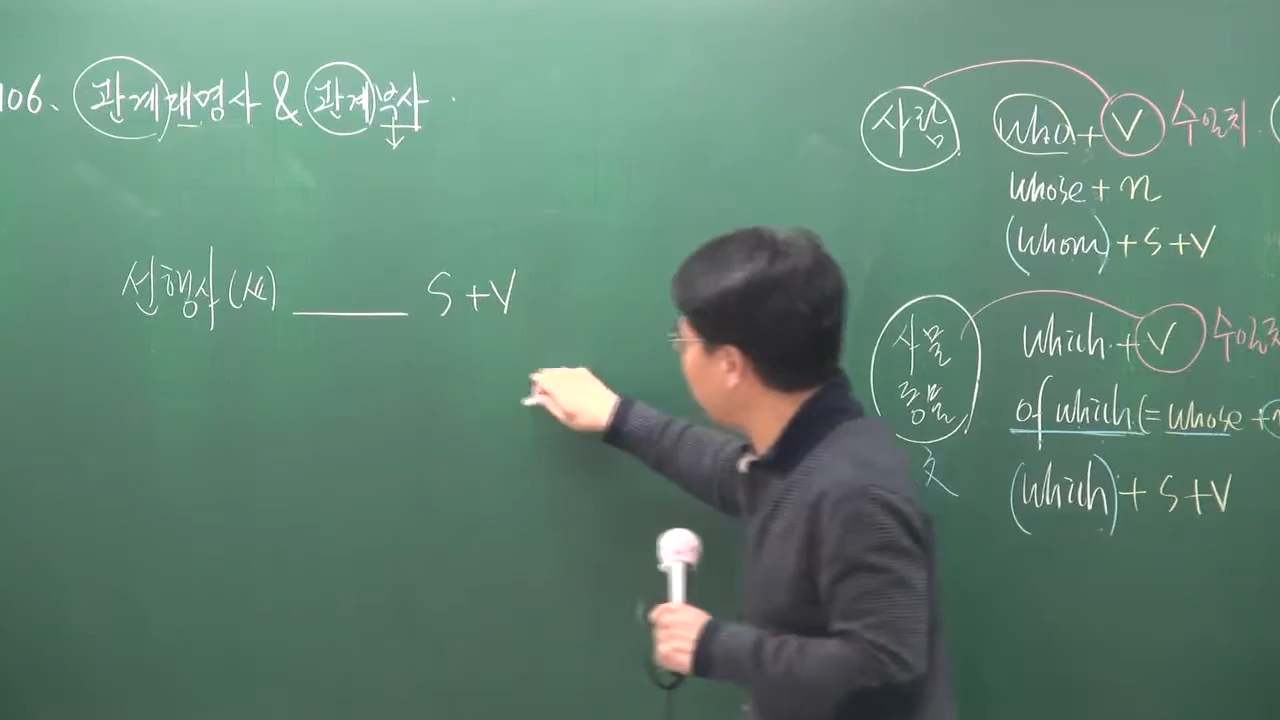 106. 관계대명사 & 관계부사
선행사(시) ______ S+V
사람 who+V 수일치
whose+n
(whom)+S+V
사물 동물 which+V 수일치
of which(=whose+
(which)+S+V